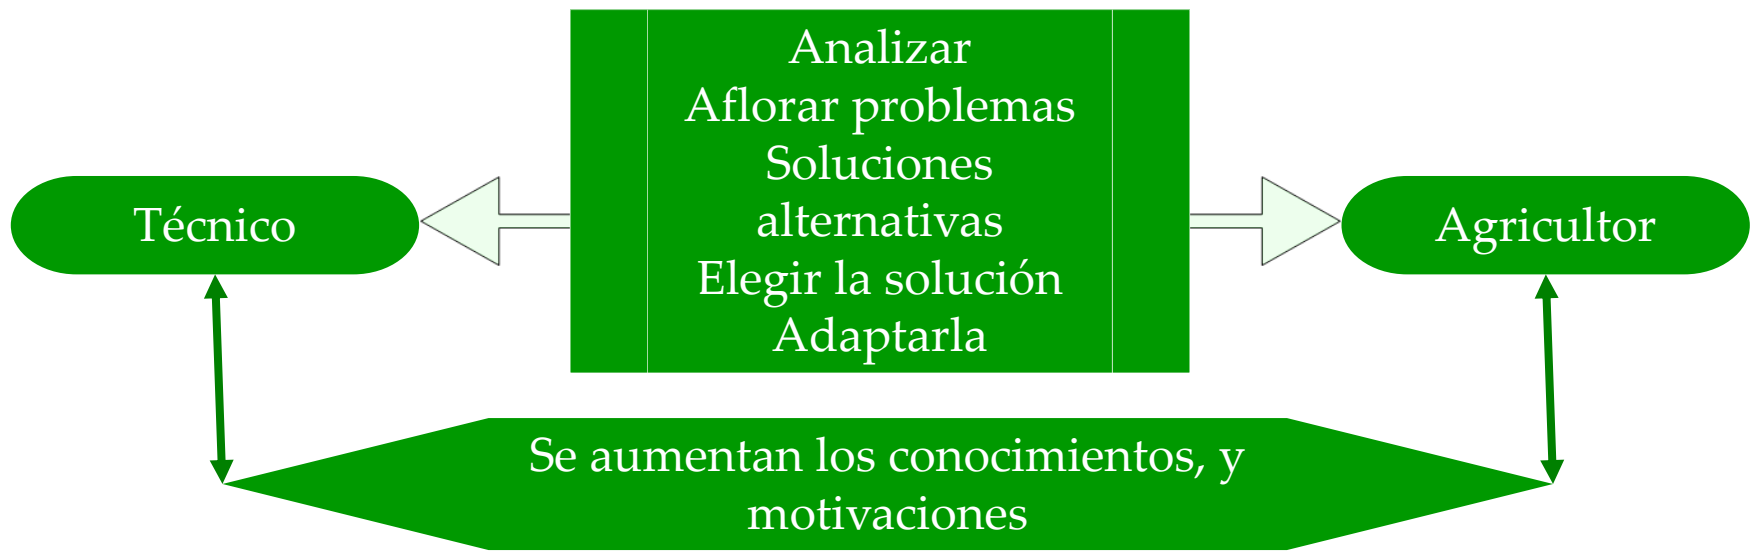 Analizar
Aflorar problemas
Soluciones
alternativas
Elegir la solución
Adaptarla
Técnico
Agricultor
Se aumentan los conocimientos, y
motivaciones